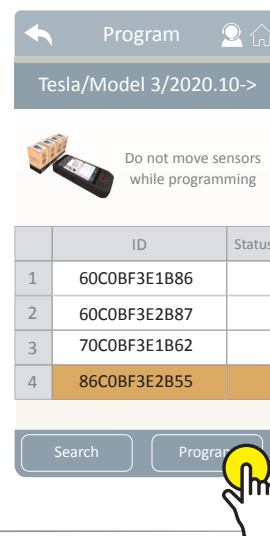 Program
Tesla/Model 3/2020.10->
Do not move sensors
while programming
ID Status
1 60C0BF3E1B86
2 60C0BF3E2B87
3 70C0BF3E1B62
4 86C0BF3E2B55
Search Program